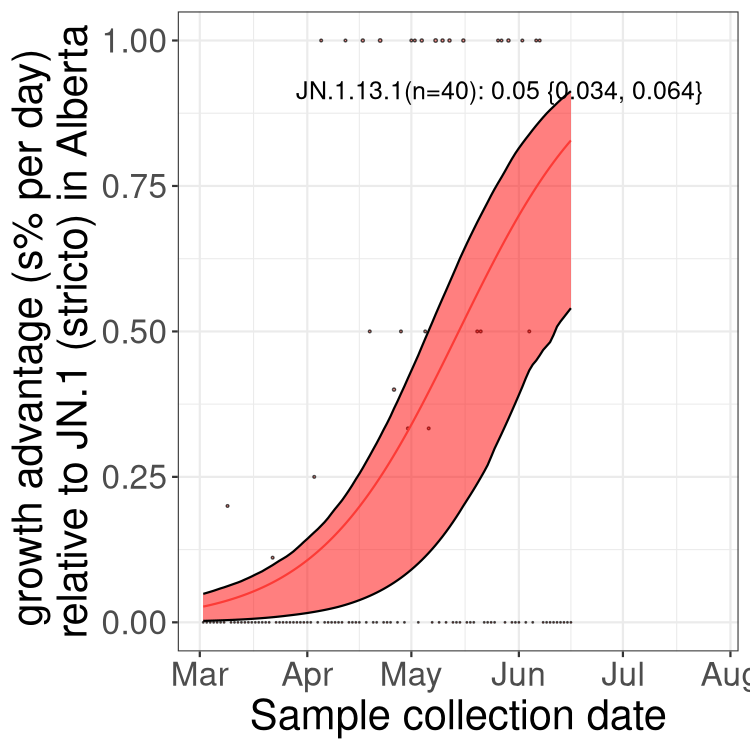 growth advantage (s% per day)
relative to JN.1 (stricto) in Alberta
1.00
0.75
0.50
0.25
0.00
JN.1.13.1(n=40): 0.05 {0.034, 0.064}
Mar Apr May Jun Jul Aug
Sample collection date